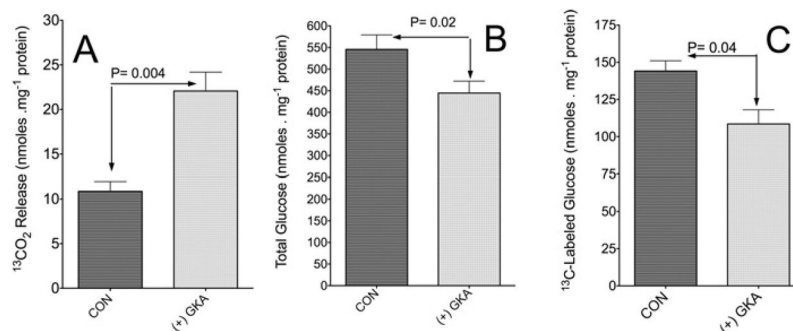 A
P= 0.004
¹³CO₂ Release (nmoles .mg⁻¹ protein)
30
25
20
15
10
5
0
CON
(+) GKA
B
P= 0.02
Total Glucose (nmoles . mg⁻¹ protein)
600
550
500
450
400
350
300
250
200
150
100
50
0
CON
(+) GKA
C
P= 0.04
¹³C-Labeled Glucose (nmoles . mg⁻¹ protein)
175
150
125
100
75
50
25
0
CON
(+) GKA